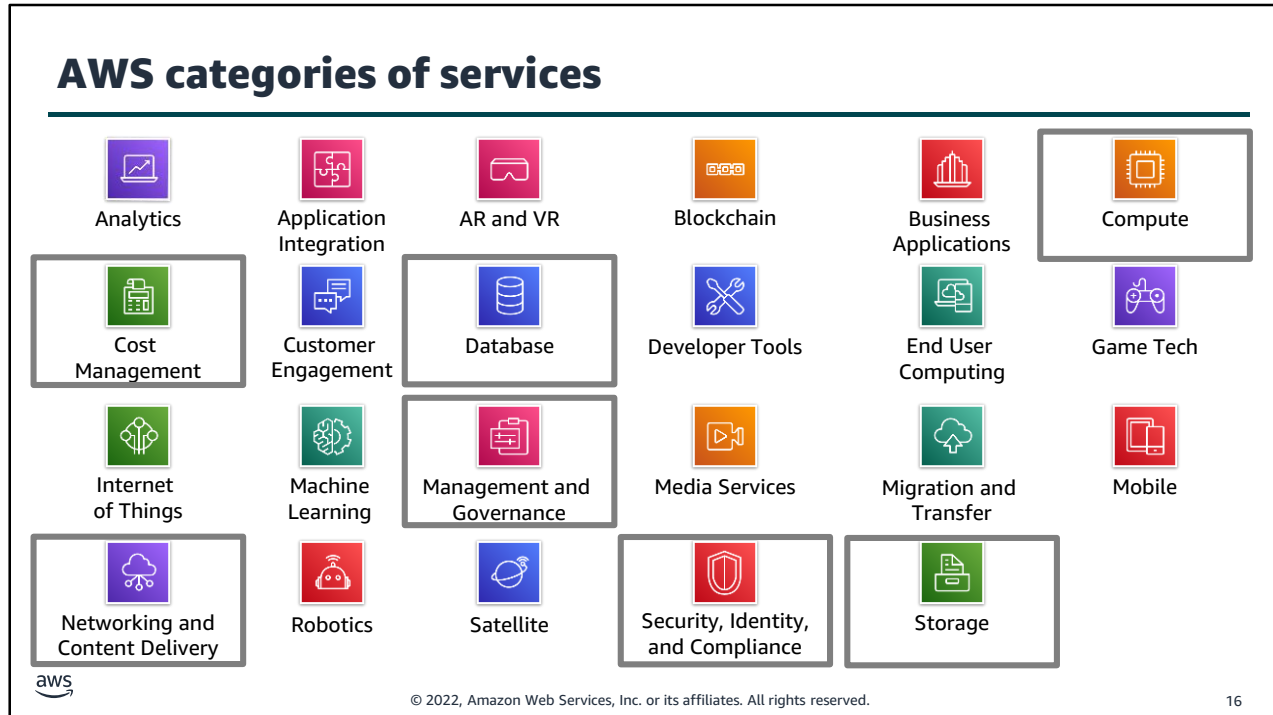 AWS categories of services
Analytics
Application
Integration
AR and VR
Blockchain
Business
Applications
Compute
Cost
Management
Customer
Engagement
Database
Developer Tools
End User
Computing
Game Tech
Internet
of Things
Machine
Learning
Management and
Governance
Media Services
Migration and
Transfer
Mobile
Networking and
Content Delivery
Robotics
Satellite
Security, Identity,
and Compliance
Storage
aws
© 2022, Amazon Web Services, Inc. or its affiliates. All rights reserved.
16